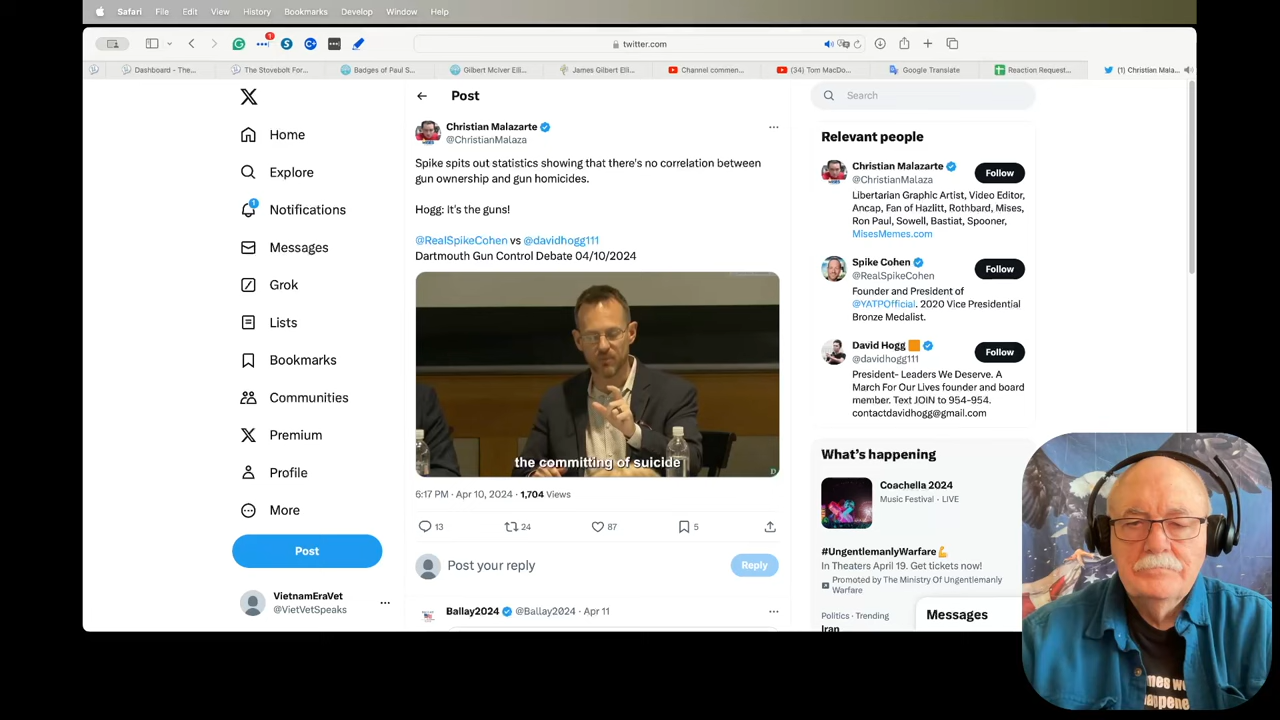 Safari File Edit View History Bookmarks Develop Window Help
1
twitter.com
Dashboard - The...
The Stovebolt For...
Badges of Paul S...
Gilbert McIver Elli...
James Gilbert Elli...
Channel commen...
(34) Tom MacDo...
Google Translate
Reaction Request...
(1) Christian Mala...
Home
Explore
1
Notifications
Messages
Grok
Lists
Bookmarks
Communities
Premium
Profile
More
Post
VietnamEraVet
@VietVetSpeaks
Post
Christian Malazarte
@ChristianMalaza
Spike spits out statistics showing that there's no correlation between
gun ownership and gun homicides.
Hogg: It's the guns!
@RealSpikeCohen vs @davidhogg111
Dartmouth Gun Control Debate 04/10/2024
the committing of suicide
D
6:17 PM · Apr 10, 2024 · 1,704 Views
13 24 87 5
Post your reply
Reply
Ballay2024 @Ballay2024 · Apr 11
Search
Relevant people
Christian Malazarte
@ChristianMalaza
Follow
Libertarian Graphic Artist, Video Editor,
Ancap, Fan of Hazlitt, Rothbard, Mises,
Ron Paul, Sowell, Bastiat, Spooner,
MisesMemes.com
Spike Cohen
@RealSpikeCohen
Follow
Founder and President of
@YATPOfficial. 2020 Vice Presidential
Bronze Medalist.
David Hogg
@davidhogg111
Follow
President- Leaders We Deserve. A
March For Our Lives founder and board
member. Text JOIN to 954-954.
contactdavidhogg@gmail.com
What's happening
Coachella 2024
Music Festival · LIVE
#UngentlemanlyWarfare
In Theaters April 19. Get tickets now!
Promoted by The Ministry Of Ungentlemanly
Warfare
Politics · Trending
Iran
Messages